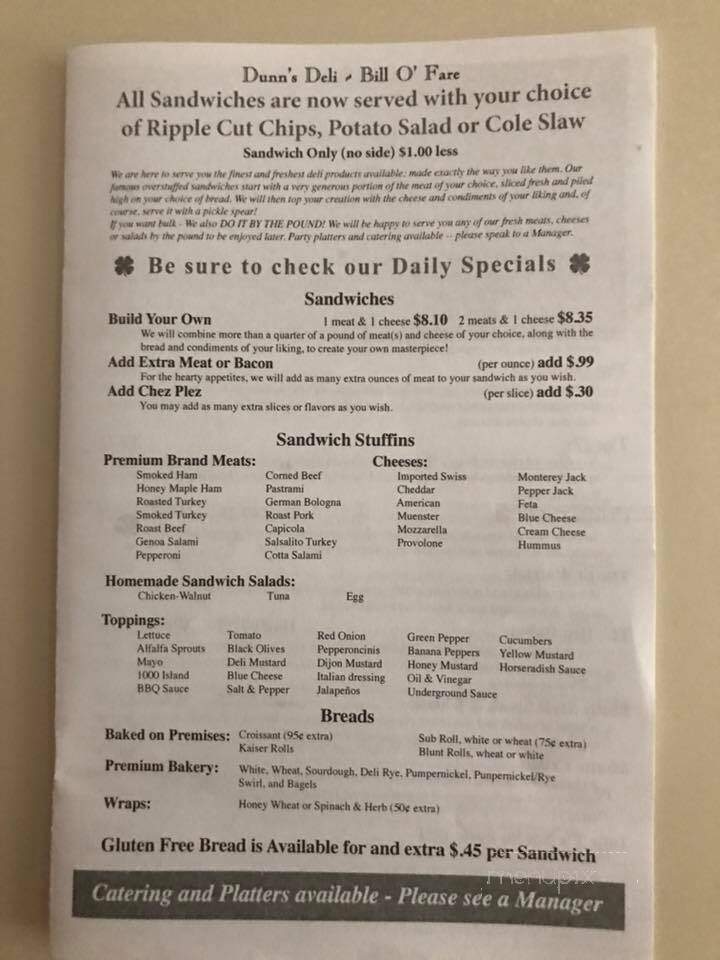 Dunn's Deli - Bill O' Fare
All Sandwiches are now served with your choice
of Ripple Cut Chips, Potato Salad or Cole Slaw
Sandwich Only (no side) $1.00 less
We are here to serve you the finest and freshest deli products available: made exactly the way you like them. Our
famous overstuffed sandwiches start with a very generous portion of the meat of your choice, sliced fresh and piled
high on your choice of bread. We will then top your creation with the cheese and condiments of your liking and, of
course, serve it with a pickle spear!
If you want bulk - We also DO IT BY THE POUND! We will be happy to serve you any of our fresh meats, cheeses
or salads by the pound to be enjoyed later. Party platters and catering available -- please speak to a Manager.
Be sure to check our Daily Specials
Sandwiches
Build Your Own 1 meat & 1 cheese $8.10 2 meats & 1 cheese $8.35
We will combine more than a quarter of a pound of meat(s) and cheese of your choice, along with the
bread and condiments of your liking, to create your own masterpiece!
Add Extra Meat or Bacon (per ounce) add $.99
For the hearty appetites, we will add as many extra ounces of meat to your sandwich as you wish.
Add Chez Plez (per slice) add $.30
You may add as many extra slices or flavors as you wish.
Sandwich Stuffins
Premium Brand Meats: Cheeses:
Smoked Ham Corned Beef Imported Swiss Monterey Jack
Honey Maple Ham Pastrami Cheddar Pepper Jack
Roasted Turkey German Bologna American Feta
Smoked Turkey Roast Pork Muenster Blue Cheese
Roast Beef Capicola Mozzarella Cream Cheese
Genoa Salami Salsalito Turkey Provolone Hummus
Pepperoni Cotta Salami
Homemade Sandwich Salads:
Chicken-Walnut Tuna Egg
Toppings:
Lettuce Tomato Red Onion Green Pepper Cucumbers
Alfalfa Sprouts Black Olives Pepperoncinis Banana Peppers Yellow Mustard
Mayo Deli Mustard Dijon Mustard Honey Mustard Horseradish Sauce
1000 Island Blue Cheese Italian dressing Oil & Vinegar
BBQ Sauce Salt & Pepper Jalapeños Underground Sauce
Breads
Baked on Premises: Croissant (95¢ extra) Sub Roll, white or wheat (75¢ extra)
Kaiser Rolls Blunt Rolls, wheat or white
Premium Bakery: White, Wheat, Sourdough, Deli Rye, Pumpernickel, Punpernickel/Rye
Swirl, and Bagels
Wraps: Honey Wheat or Spinach & Herb (50¢ extra)
Gluten Free Bread is Available for and extra $.45 per Sandwich
menupix
Catering and Platters available - Please see a Manager